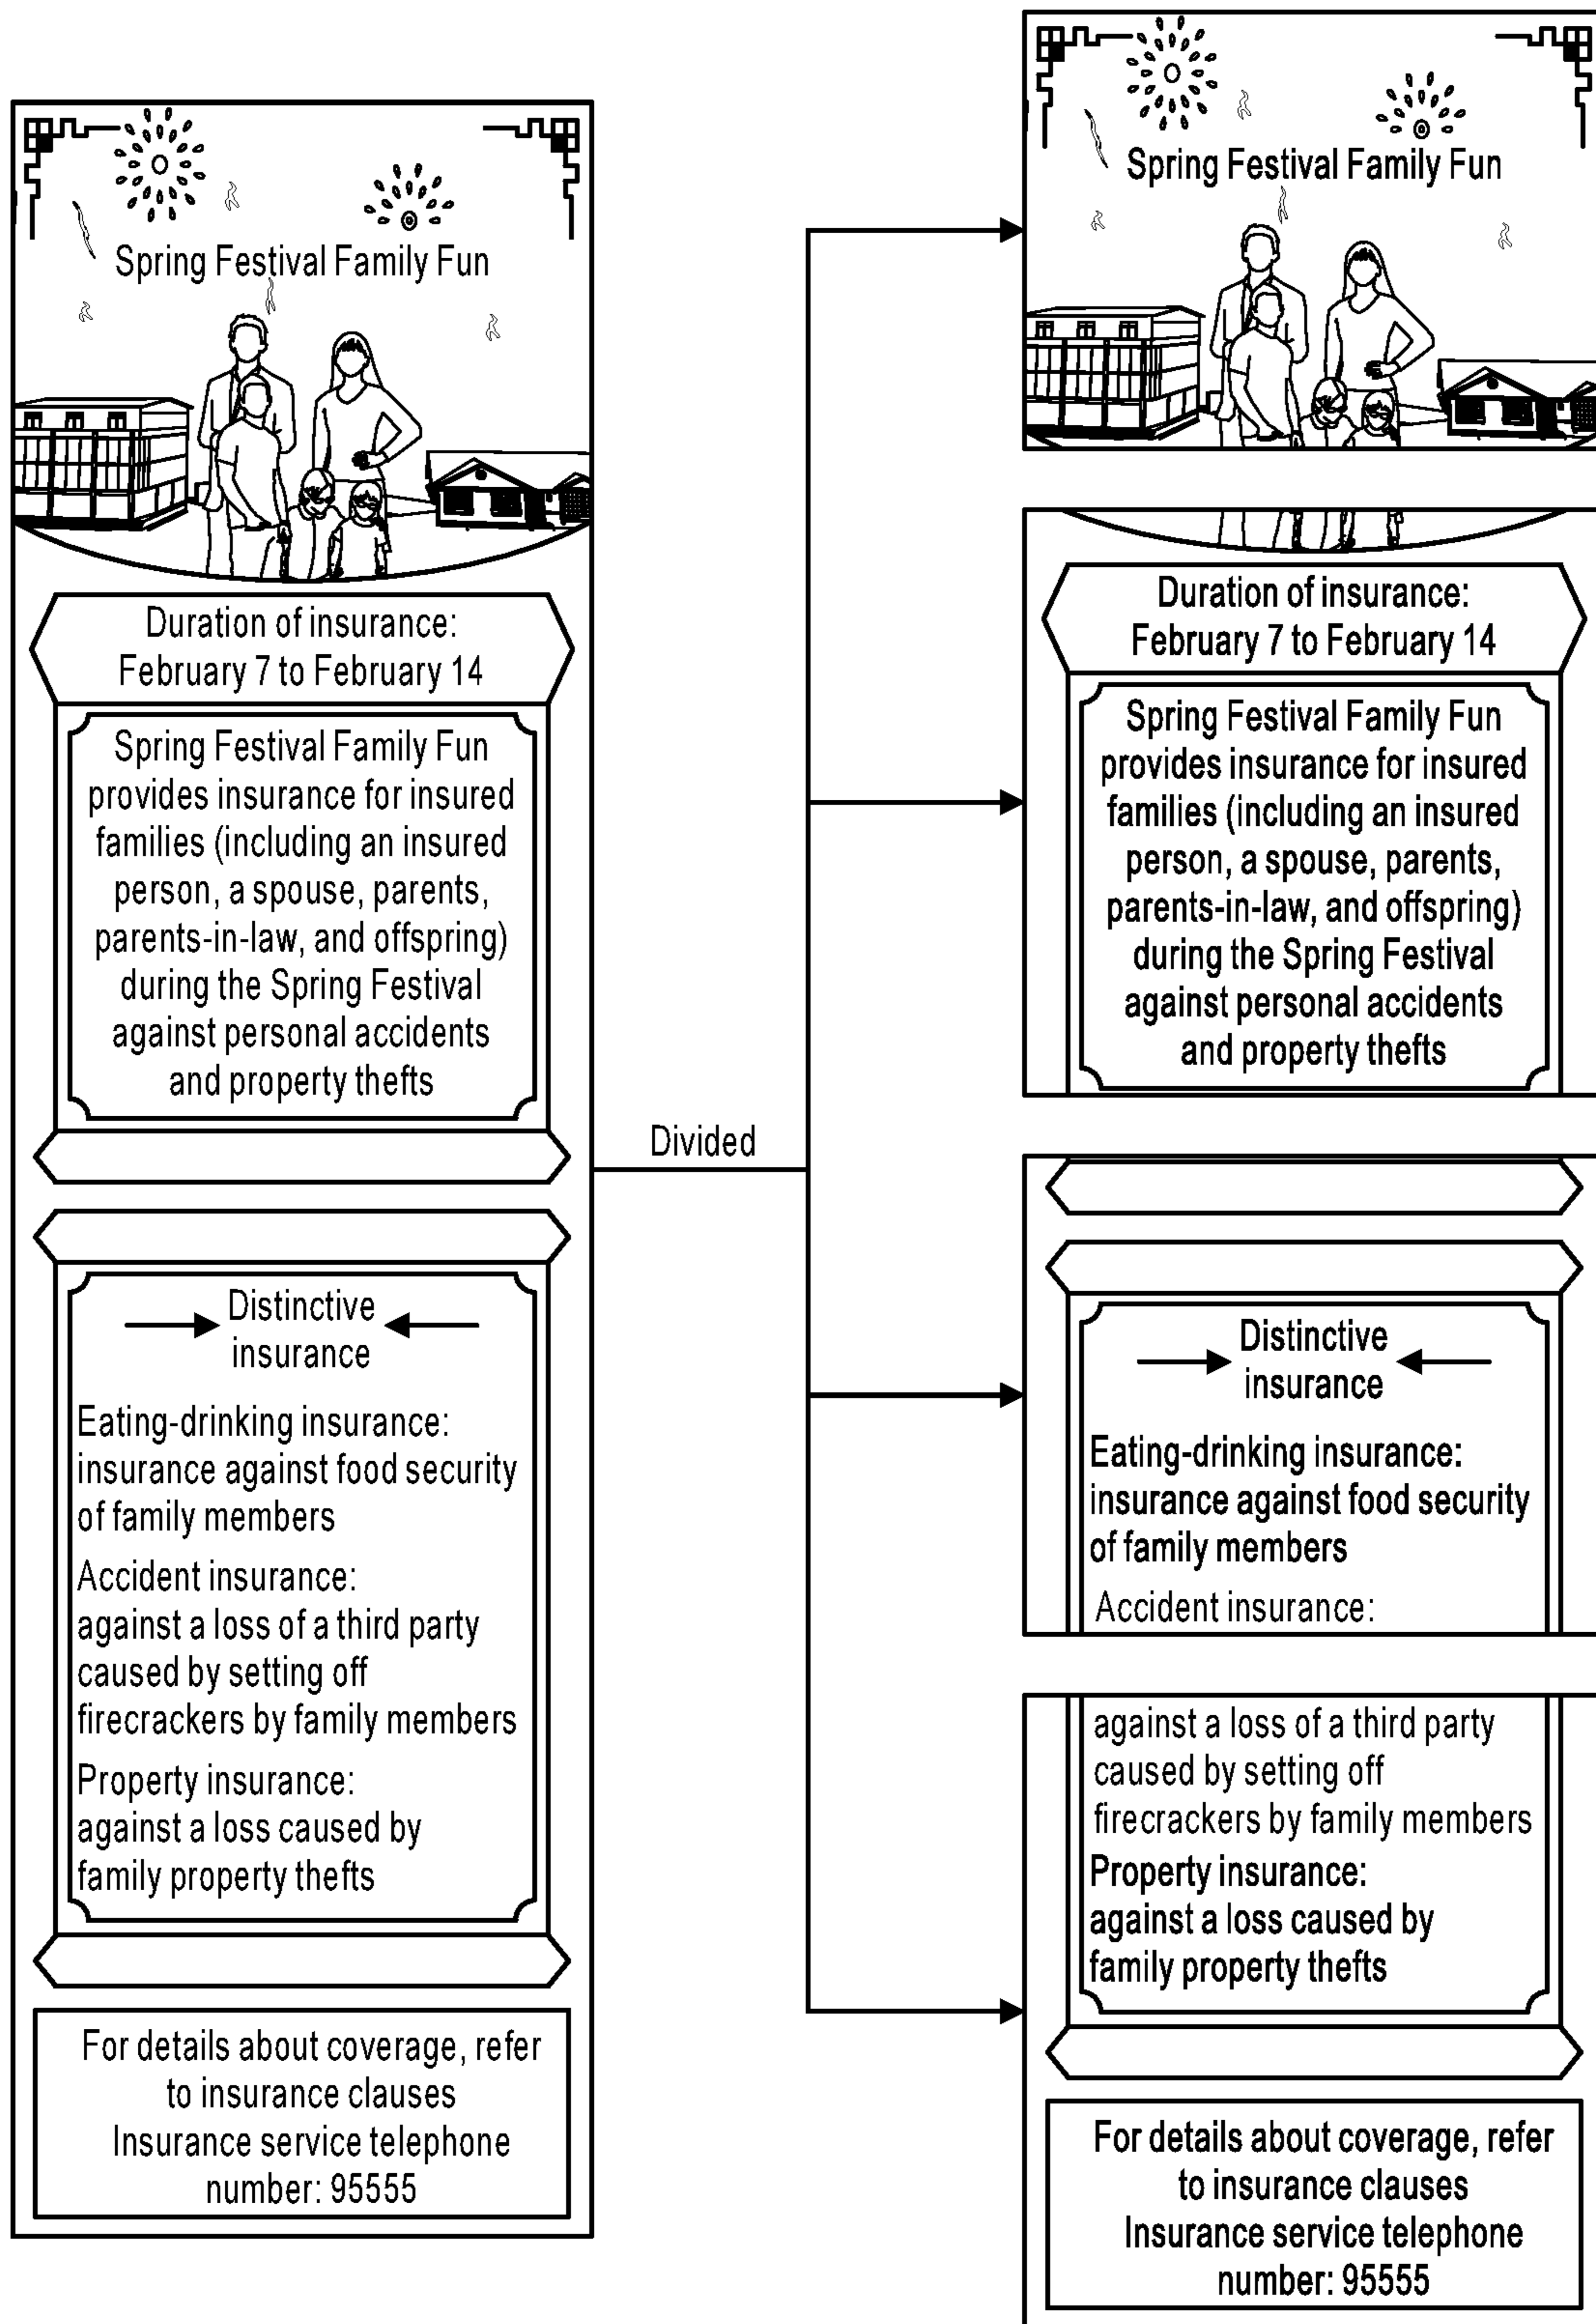 Spring Festival Family Fun
Duration of insurance:
February 7 to February 14
Spring Festival Family Fun
provides insurance for insured
families (including an insured
person, a spouse, parents,
parents-in-law, and offspring)
during the Spring Festival
against personal accidents
and property thefts
Distinctive
insurance
Eating-drinking insurance:
insurance against food security
of family members
Accident insurance:
against a loss of a third party
caused by setting off
firecrackers by family members
Property insurance:
against a loss caused by
family property thefts
For details about coverage, refer
to insurance clauses
Insurance service telephone
number: 95555
Divided
Spring Festival Family Fun
Duration of insurance:
February 7 to February 14
Spring Festival Family Fun
provides insurance for insured
families (including an insured
person, a spouse, parents,
parents-in-law, and offspring)
during the Spring Festival
against personal accidents
and property thefts
Distinctive
insurance
Eating-drinking insurance:
insurance against food security
of family members
Accident insurance:
against a loss of a third party
caused by setting off
firecrackers by family members
Property insurance:
against a loss caused by
family property thefts
For details about coverage, refer
to insurance clauses
Insurance service telephone
number: 95555